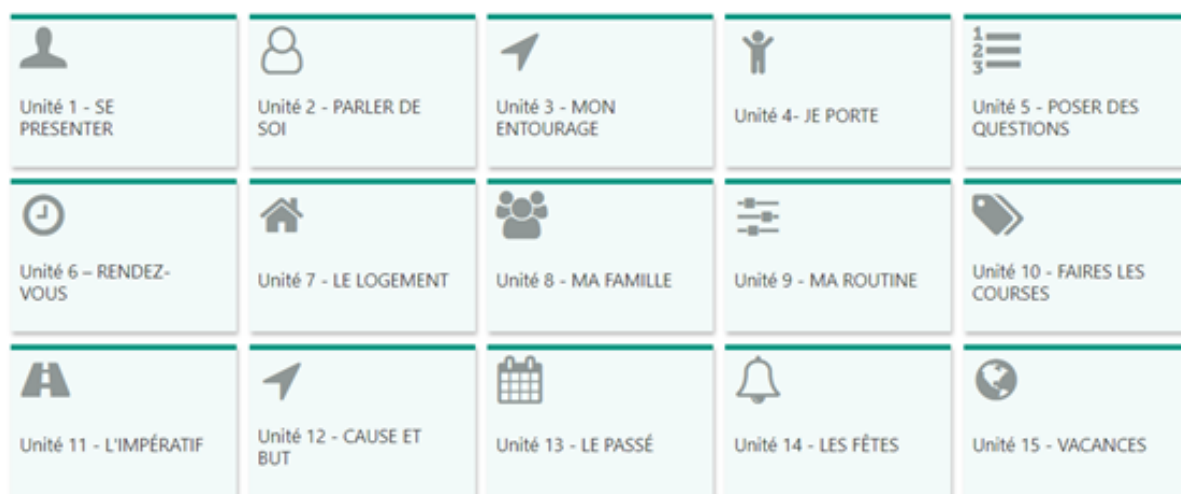 Unité 1 - SE
PRESENTER
Unité 2 - PARLER DE
SOI
Unité 3 - MON
ENTOURAGE
Unité 4- JE PORTE
1
2
3
Unité 5 - POSER DES
QUESTIONS
Unité 6 – RENDEZ-
VOUS
Unité 7 - LE LOGEMENT
Unité 8 - MA FAMILLE
Unité 9 - MA ROUTINE
Unité 10 - FAIRES LES
COURSES
Unité 11 - L'IMPÉRATIF
Unité 12 - CAUSE ET
BUT
Unité 13 - LE PASSÉ
Unité 14 - LES FÊTES
Unité 15 - VACANCES